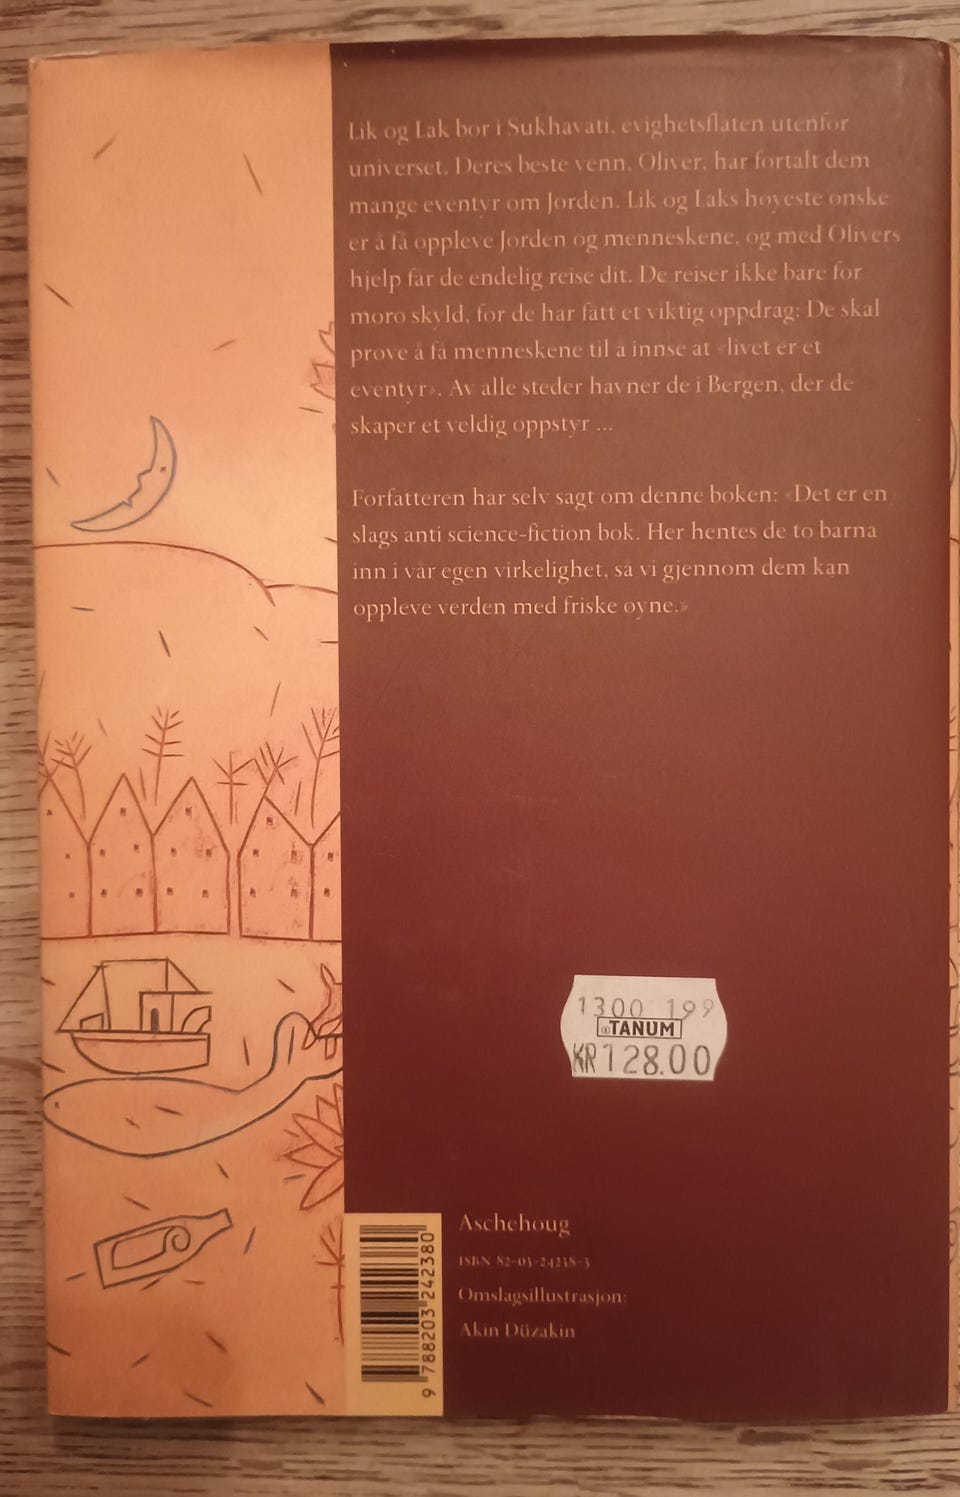 Lik og Lak bor i Sukhavati, evighetsflaten utenfor
universet. Deres beste venn, Oliver, har fortalt dem
mange eventyr om Jorden. Lik og Laks høyeste ønske
er å få oppleve Jorden og menneskene, og med Olivers
hjelp får de endelig reise dit. De reiser ikke bare for
moro skyld, for de har fått et viktig oppdrag: De skal
prøve å få menneskene til å innse at «livet er et
eventyr». Av alle steder havner de i Bergen, der de
skaper et veldig oppstyr ...
Forfatteren har selv sagt om denne boken: «Det er en
slags anti science-fiction bok. Her hentes de to barna
inn i vår egen virkelighet, så vi gjennom dem kan
oppleve verden med friske øyne.»
1300 199
TANUM
KR128.00
Aschehoug
ISBN 82-03-24238-3
Omslagsillustrasjon:
Akin Düzakin
9 788203 242380